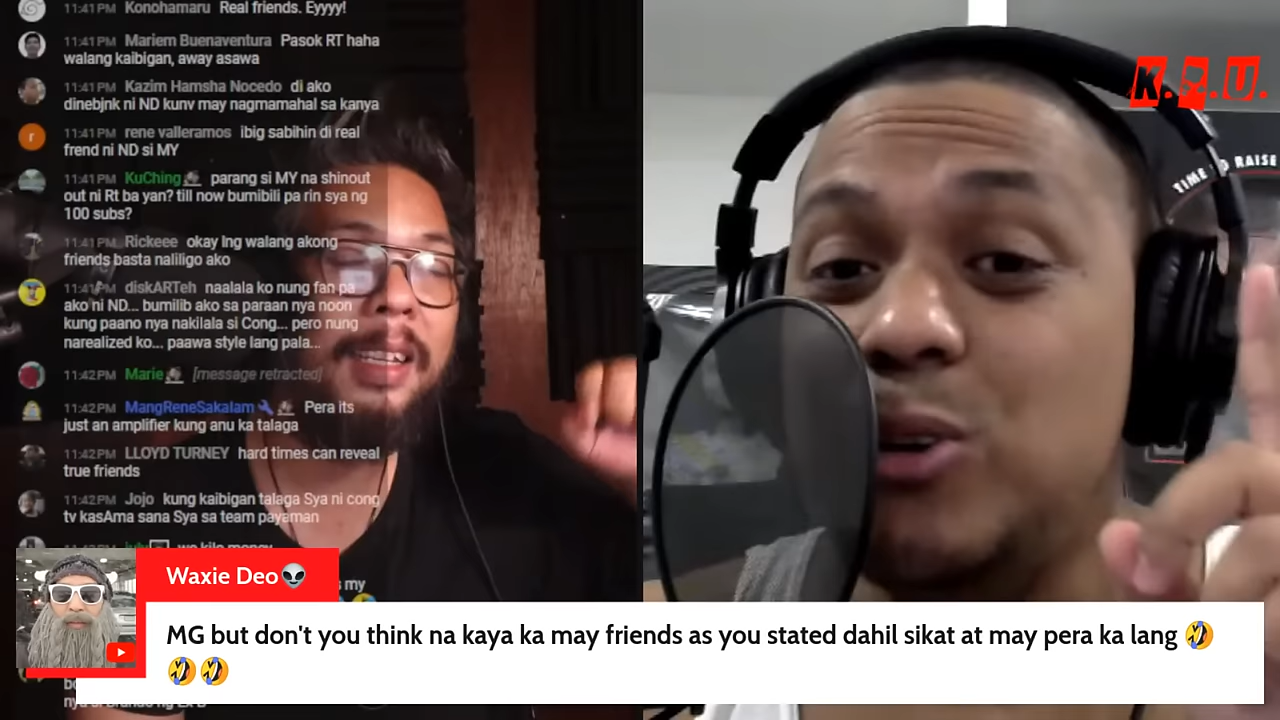 11:41 PM Konohamaru Real friends. Eyyyy!
11:41 PM Mariem Buenaventura Pasok RT haha
walang kaibigan, away asawa
11:41 PM Kazim Hamsha Nocedo di ako
dinebjnk ni ND kunv may nagmamahal sa kanya
r 11:41 PM rene valleramos ibig sabihin di real
frend ni ND si MY
11:41 PM KuChing parang si MY na shinout
out ni Rt ba yan? till now bumibili pa rin sya ng
100 subs?
11:41 PM Rickeee okay lng walang akong
friends basta naliligo ako
11:41 PM diskARTeh naalala ko nung fan pa
ako ni ND... bumilib ako sa paraan nya noon
kung paano nya nakilala si Cong... pero nung
narealized ko... paawa style lang pala...
11:42 PM Marie [message retracted]
11:42 PM MangReneSakalam Pera its
just an amplifier kung anu ka talaga
11:42 PM LLOYD TURNEY hard times can reveal
true friends
11:42 PM Jojo kung kaibigan talaga Sya ni cong
tv kasAma sana Sya sa team payaman
my
K.P.U.
TIME TO RAISE
Waxie Deo👽
MG but don't you think na kaya ka may friends as you stated dahil sikat at may pera ka lang 🤣
🤣🤣